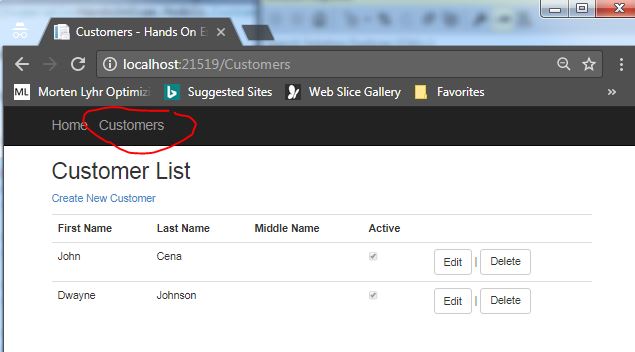 Customers - Hands On E
localhost:21519/Customers
ML Morten Lyhr Optimiz Suggested Sites Web Slice Gallery Favorites »
Home Customers
Customer List
Create New Customer
First Name Last Name Middle Name Active
John Cena Edit | Delete
Dwayne Johnson Edit | Delete